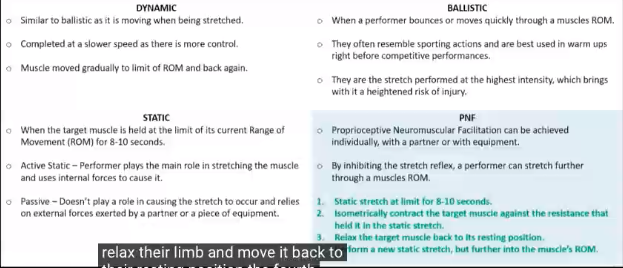 DYNAMIC
o Similar to ballistic as it is moving when being stretched.
o Completed at a slower speed as there is more control.
o Muscle moved gradually to limit of ROM and back again.
BALLISTIC
o When a performer bounces or moves quickly through a muscles ROM.
o They often resemble sporting actions and are best used in warm ups
right before competitive performances.
o They are the stretch performed at the highest intensity, which brings
with it a heightened risk of injury.
STATIC
o When the target muscle is held at the limit of its current Range of
Movement (ROM) for 8-10 seconds.
o Active Static – Performer plays the main role in stretching the muscle
and uses internal forces to cause it.
o Passive – Doesn't play a role in causing the stretch to occur and relies
on external forces exerted by a partner or a piece of equipment.
PNF
o Proprioceptive Neuromuscular Facilitation can be achieved
individually, with a partner or with equipment.
o By inhibiting the stretch reflex, a performer can stretch further
through a muscles ROM.
1. Static stretch at limit for 8-10 seconds.
2. Isometrically contract the target muscle against the resistance that
held it in the static stretch.
3. Relax the target muscle back to its resting position.
form a new static stretch, but further into the muscle's ROM.
relax their limb and move it back to